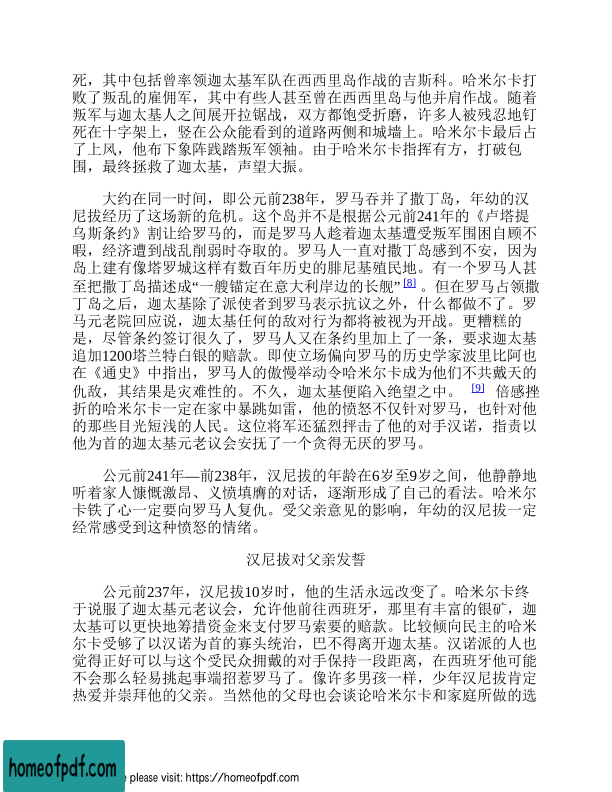 死，其中包括曾率领迦太基军队在西西里岛作战的吉斯科。哈米尔卡打
败了叛乱的雇佣军，其中有些人甚至曾在西西里岛与他并肩作战。随着
叛军与迦太基人之间展开拉锯战，双方都饱受折磨，许多人被残忍地钉
死在十字架上，竖在公众能看到的道路两侧和城墙上。哈米尔卡最后占
了上风，他布下象阵践踏叛军领袖。由于哈米尔卡指挥有方，打破包
围，最终拯救了迦太基，声望大振。
大约在同一时间，即公元前238年，罗马吞并了撒丁岛，年幼的汉
尼拔经历了这场新的危机。这个岛并不是根据公元前241年的《卢塔提
乌斯条约》割让给罗马的，而是罗马人趁着迦太基遭受叛军围困自顾不
暇，经济遭到战乱削弱时夺取的。罗马人一直对撒丁岛感到不安，因为
岛上建有像塔罗城这样有数百年历史的腓尼基殖民地。有一个罗马人甚
至把撒丁岛描述成“一艘锚定在意大利岸边的长舰”[8]。但在罗马占领撒
丁岛之后，迦太基除了派使者到罗马表示抗议之外，什么都做不了。罗
马元老院回应说，迦太基任何的敌对行为都将被视为开战。更糟糕的
是，尽管条约签订很久了，罗马人又在条约里加上了一条，要求迦太基
追加1200塔兰特白银的赔款。即使立场偏向罗马的历史学家波里比阿也
在《通史》中指出，罗马人的傲慢举动令哈米尔卡成为他们不共戴天的
仇敌，其结果是灾难性的。不久，迦太基便陷入绝望之中。 [9] 倍感挫
折的哈米尔卡一定在家中暴跳如雷，他的愤怒不仅针对罗马，也针对他
的那些目光短浅的人民。这位将军还猛烈抨击了他的对手汉诺，指责以
他为首的迦太基元老议会安抚了一个贪得无厌的罗马。
公元前241年—前238年，汉尼拔的年龄在6岁至9岁之间，他静静地
听着家人慷慨激昂、义愤填膺的对话，逐渐形成了自己的看法。哈米尔
卡铁了心一定要向罗马人复仇。受父亲意见的影响，年幼的汉尼拔一定
经常感受到这种愤怒的情绪。
汉尼拔对父亲发誓
公元前237年，汉尼拔10岁时，他的生活永远改变了。哈米尔卡终
于说服了迦太基元老议会，允许他前往西班牙，那里有丰富的银矿，迦
太基可以更快地筹措资金来支付罗马索要的赔款。比较倾向民主的哈米
尔卡受够了以汉诺为首的寡头统治，巴不得离开迦太基。汉诺派的人也
觉得正好可以与这个受民众拥戴的对手保持一段距离，在西班牙他可能
不会那么轻易挑起事端招惹罗马了。像许多男孩一样，少年汉尼拔肯定
热爱并崇拜他的父亲。当然他的父母也会谈论哈米尔卡和家庭所做的选
homeofpdf.com
e please visit: https://homeofpdf.com